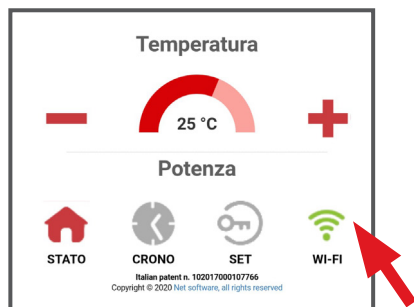 Temperatura
25 °C
Potenza
STATO CRONO SET WI-FI
Italian patent n. 102017000107766
Copyright © 2020 Net software, all rights reserved